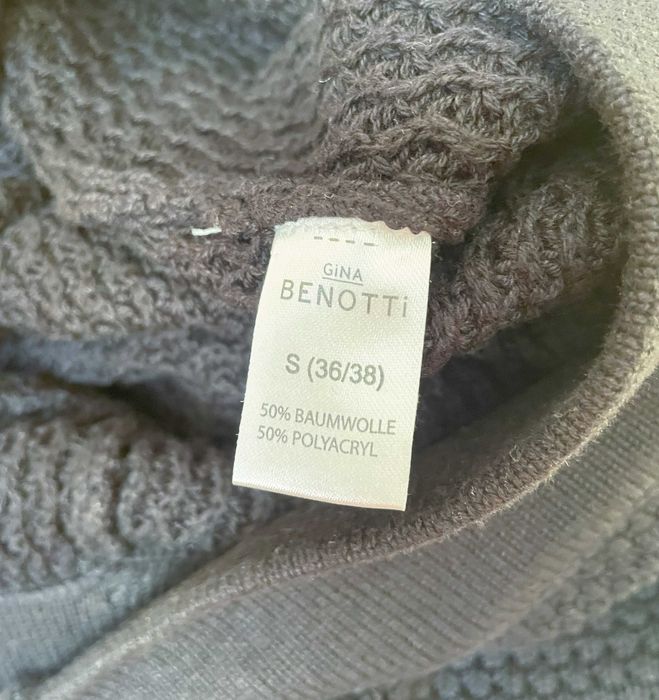 GiNA
BENOTTi
S (36/38)
50% BAUMWOLLE
50% POLYACRYL